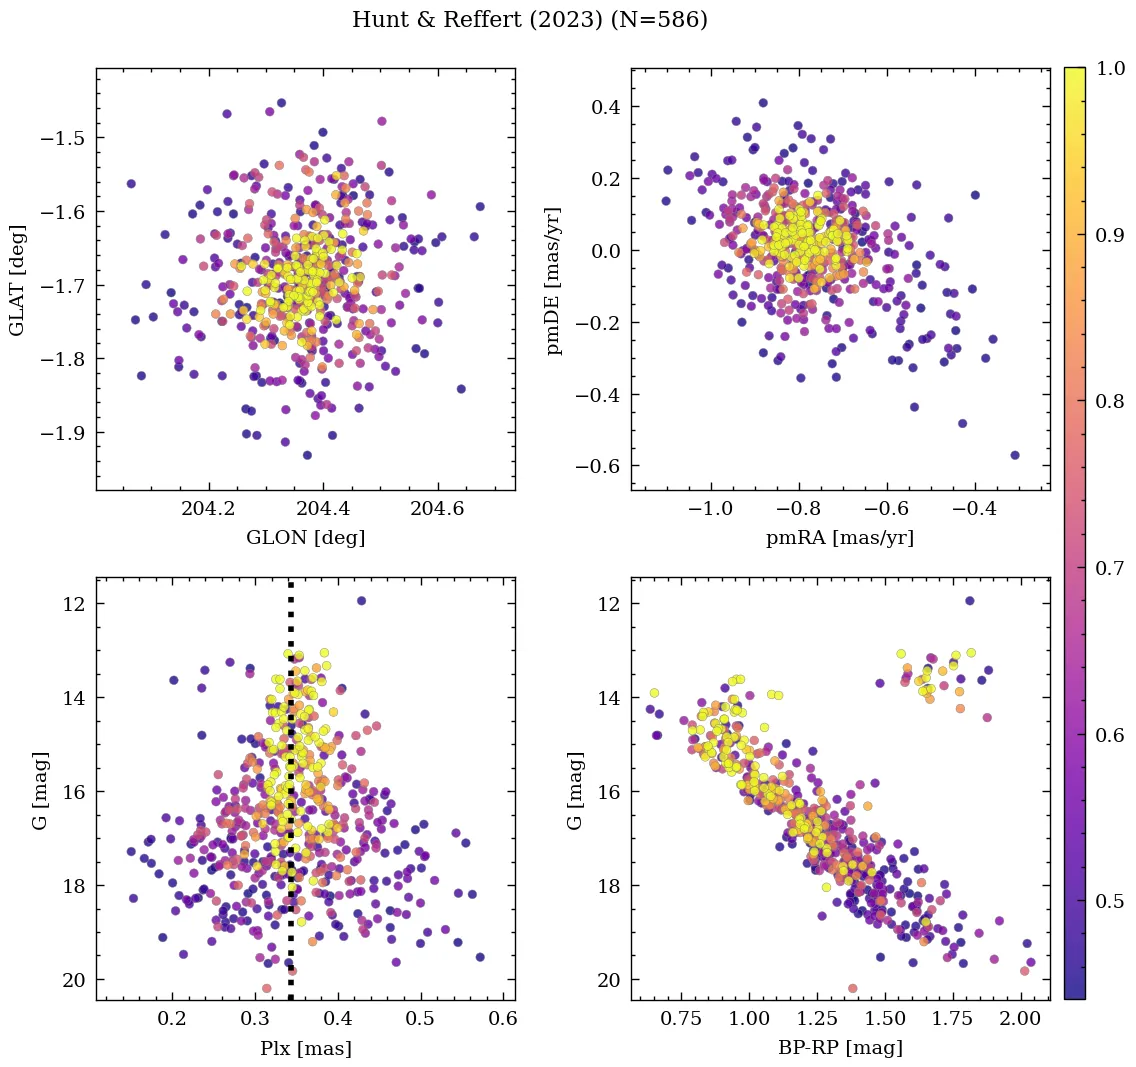 Hunt & Reffert (2023) (N=586)
−1.5
−1.6
−1.7
−1.8
−1.9
GLAT [deg]
204.2 204.4 204.6
GLON [deg]
0.4
0.2
0.0
−0.2
−0.4
−0.6
pmDE [mas/yr]
−1.0 −0.8 −0.6 −0.4
pmRA [mas/yr]
12
14
16
18
20
G [mag]
0.2 0.3 0.4 0.5 0.6
Plx [mas]
12
14
16
18
20
G [mag]
0.75 1.00 1.25 1.50 1.75 2.00
BP-RP [mag]
1.0
0.9
0.8
0.7
0.6
0.5